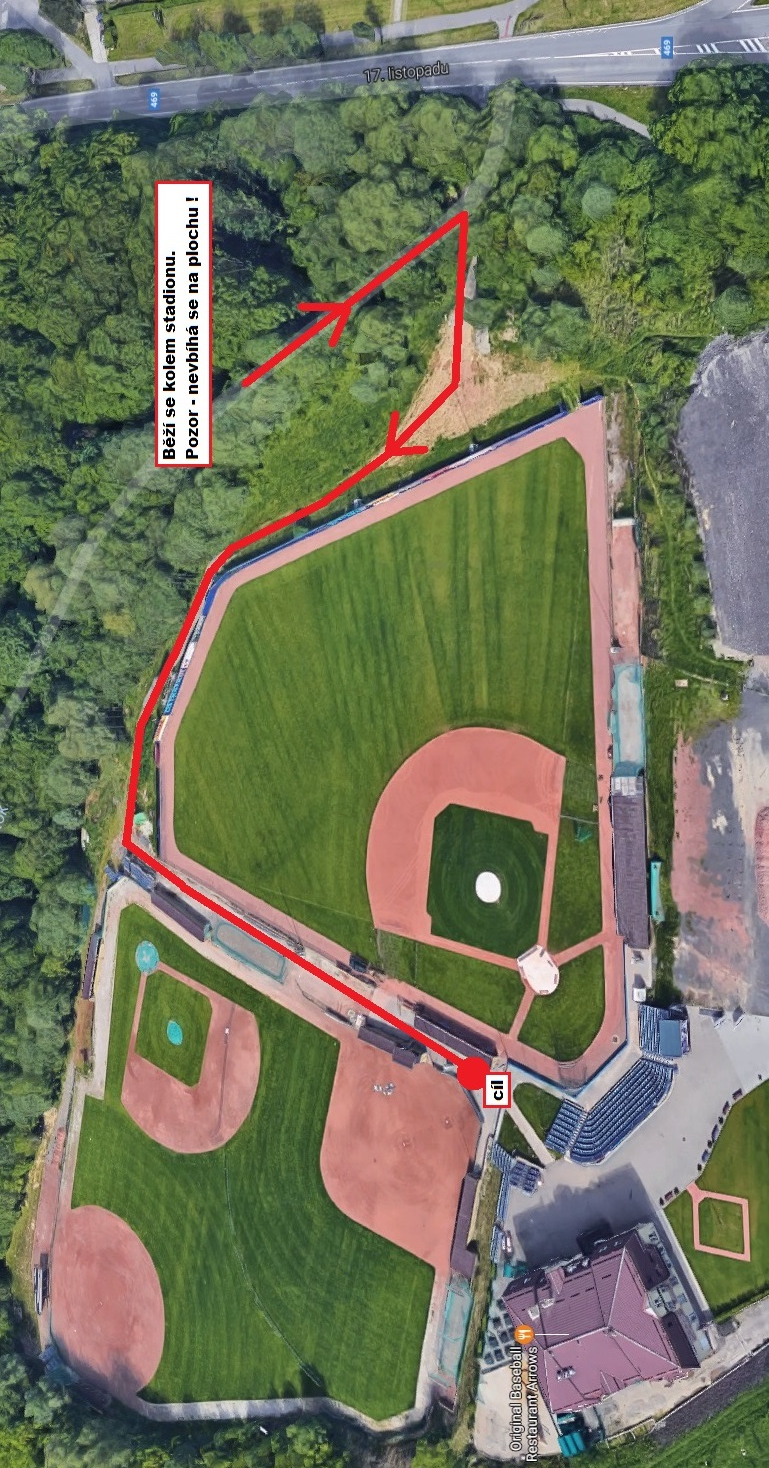 17. listopadu
469
469
Běží se kolem stadionu.
Pozor - nevbíhá se na plochu !
cíl
Original Baseball
Restaurant Arrows